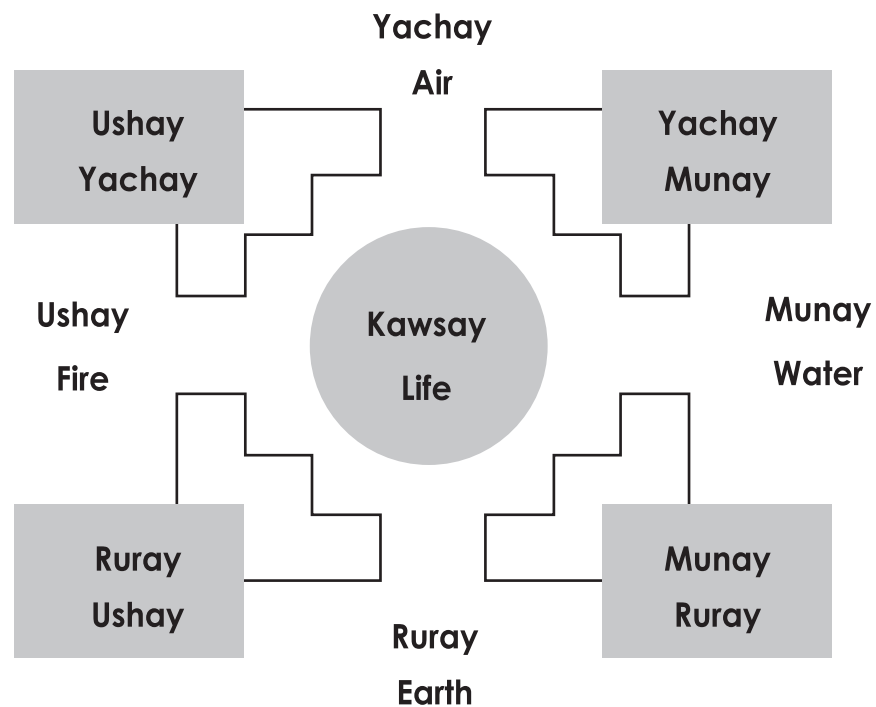 Yachay
Air
Ushay
Yachay
Yachay
Munay
Ushay
Fire
Kawsay
Life
Munay
Water
Ruray
Ushay
Munay
Ruray
Ruray
Earth